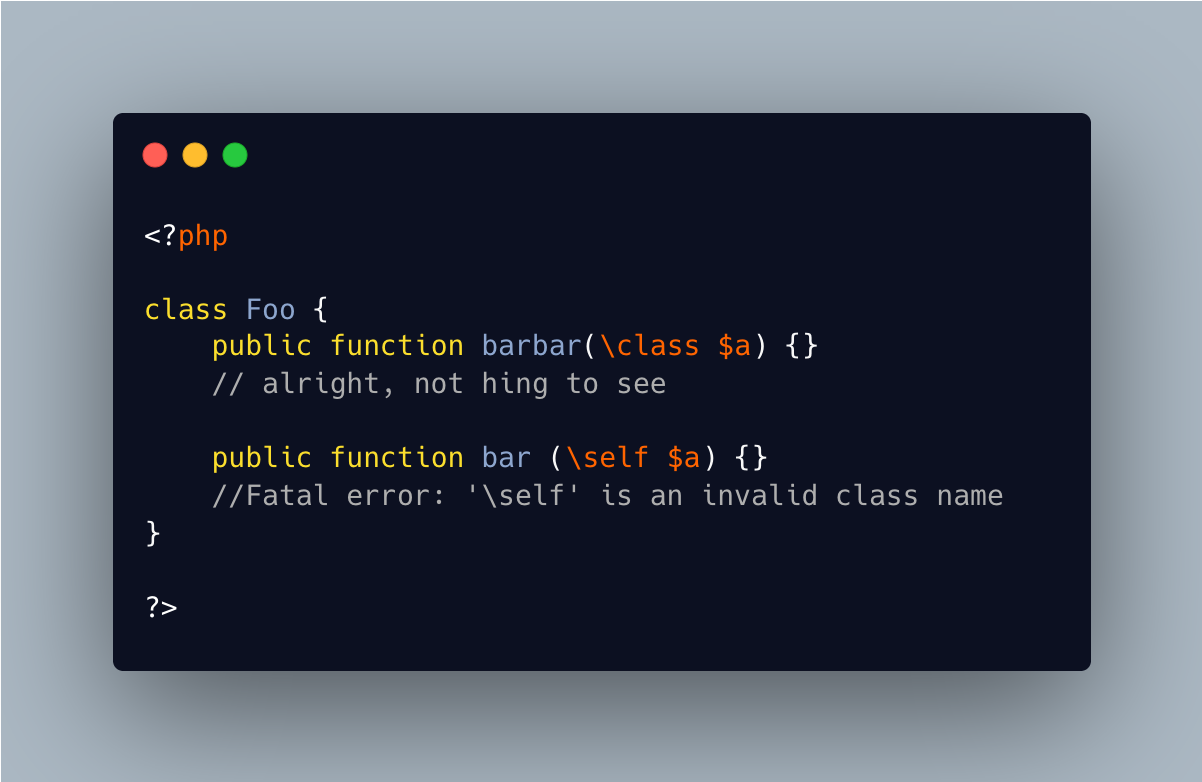 <?php
class Foo {
public function barbar(\class $a) {}
// alright, not hing to see
public function bar (\self $a) {}
//Fatal error: '\self' is an invalid class name
}
?>